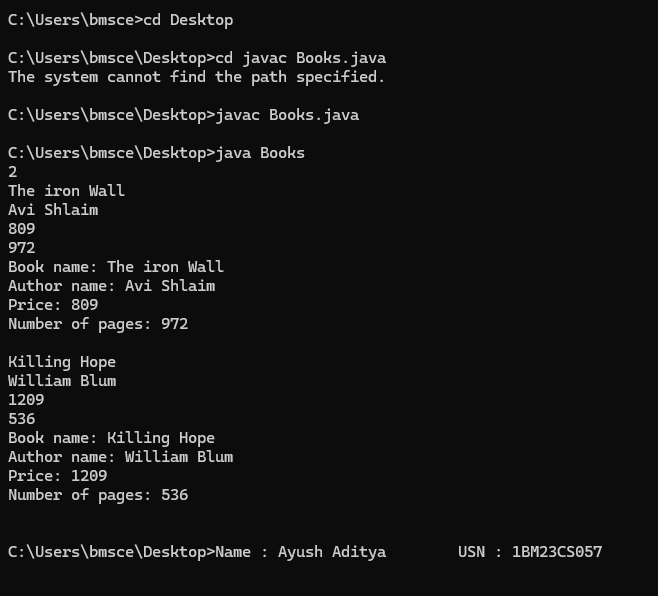 C:\Users\bmsce>cd Desktop
C:\Users\bmsce\Desktop>cd javac Books.java
The system cannot find the path specified.
C:\Users\bmsce\Desktop>javac Books.java
C:\Users\bmsce\Desktop>java Books
2
The iron Wall
Avi Shlaim
809
972
Book name: The iron Wall
Author name: Avi Shlaim
Price: 809
Number of pages: 972
Killing Hope
William Blum
1209
536
Book name: Killing Hope
Author name: William Blum
Price: 1209
Number of pages: 536
C:\Users\bmsce\Desktop>Name : Ayush Aditya        USN : 1BM23CS057